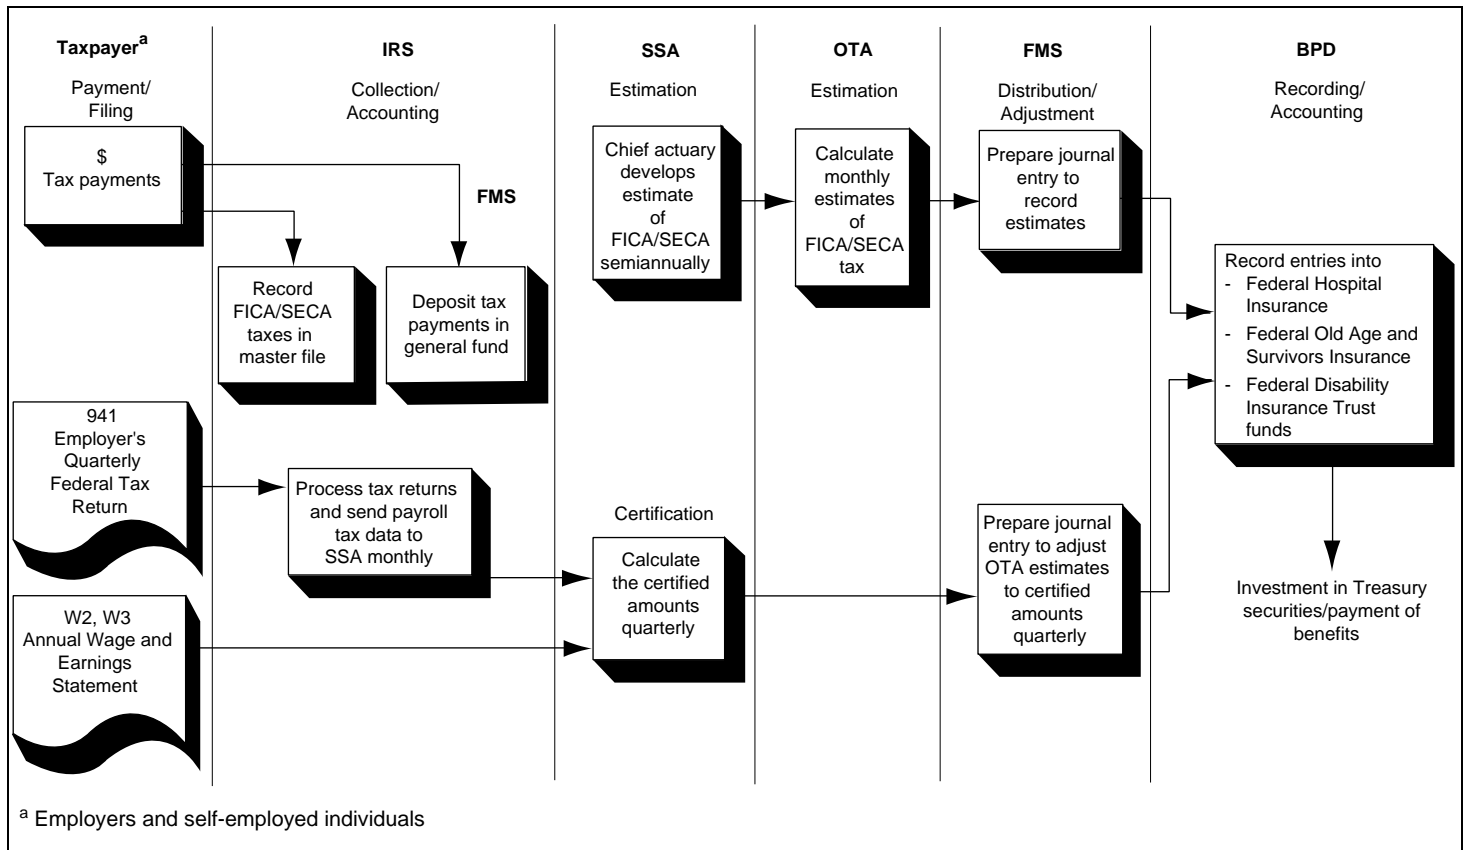 Taxpayer a
Payment/
Filing
$
Tax payments
941
Employer's
Quarterly
Federal Tax
Return
W2, W3
Annual Wage and
Earnings
Statement
IRS
Collection/
Accounting
FMS
Record
FICA/SECA
taxes in
master file
Deposit tax
payments in
general fund
Process tax returns
and send payroll
tax data to
SSA monthly
SSA
Estimation
Chief actuary
develops
estimate
of
FICA/SECA
semiannually
Certification
Calculate
the certified
amounts
quarterly
OTA
Estimation
Calculate
monthly
estimates
of
FICA/SECA
tax
FMS
Distribution/
Adjustment
Prepare journal
entry to
record
estimates
Prepare journal
entry to adjust
OTA estimates
to certified
amounts
quarterly
BPD
Recording/
Accounting
Record entries into
- Federal Hospital
Insurance
- Federal Old Age and
Survivors Insurance
- Federal Disability
Insurance Trust
funds
Investment in Treasury
securities/payment of
benefits
a Employers and self-employed individuals